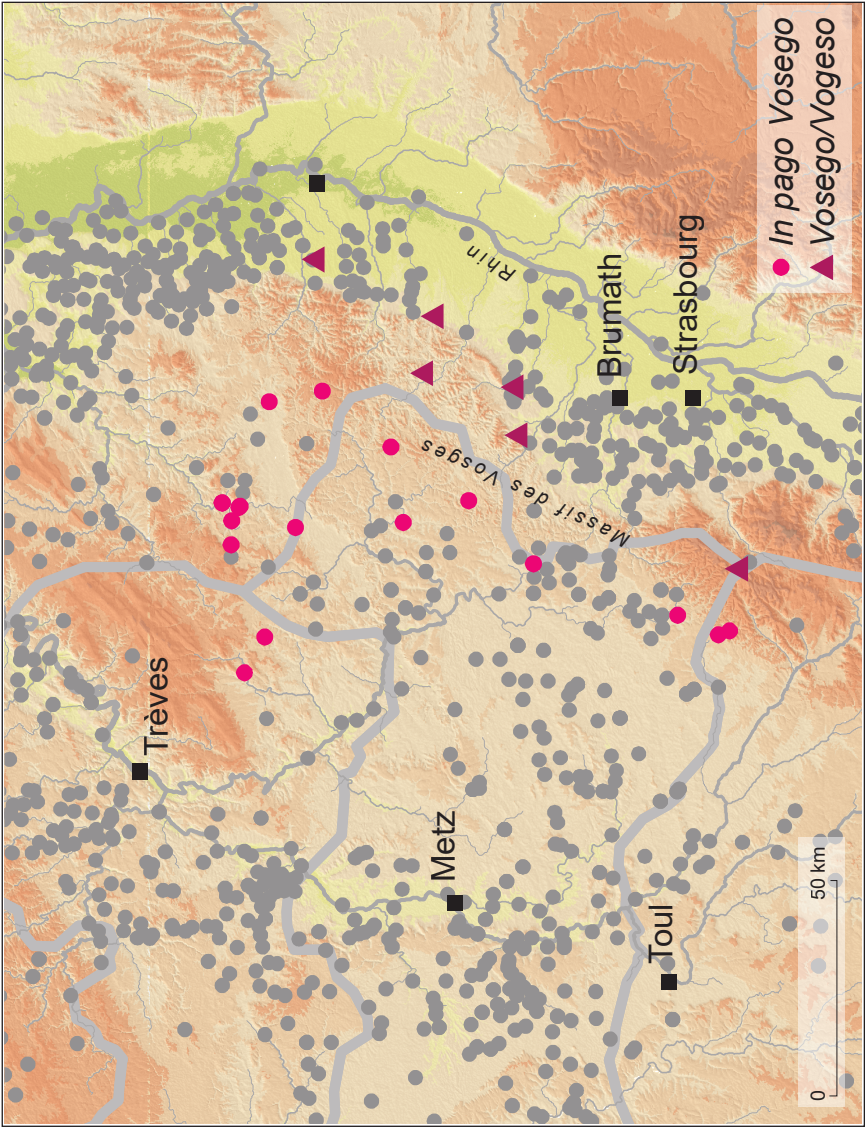 Trèves
Metz
Toul
Rhin
Massif des Vosges
Brumath
Strasbourg
In pago Vosego
Vosego/Vogeso
0 50 km